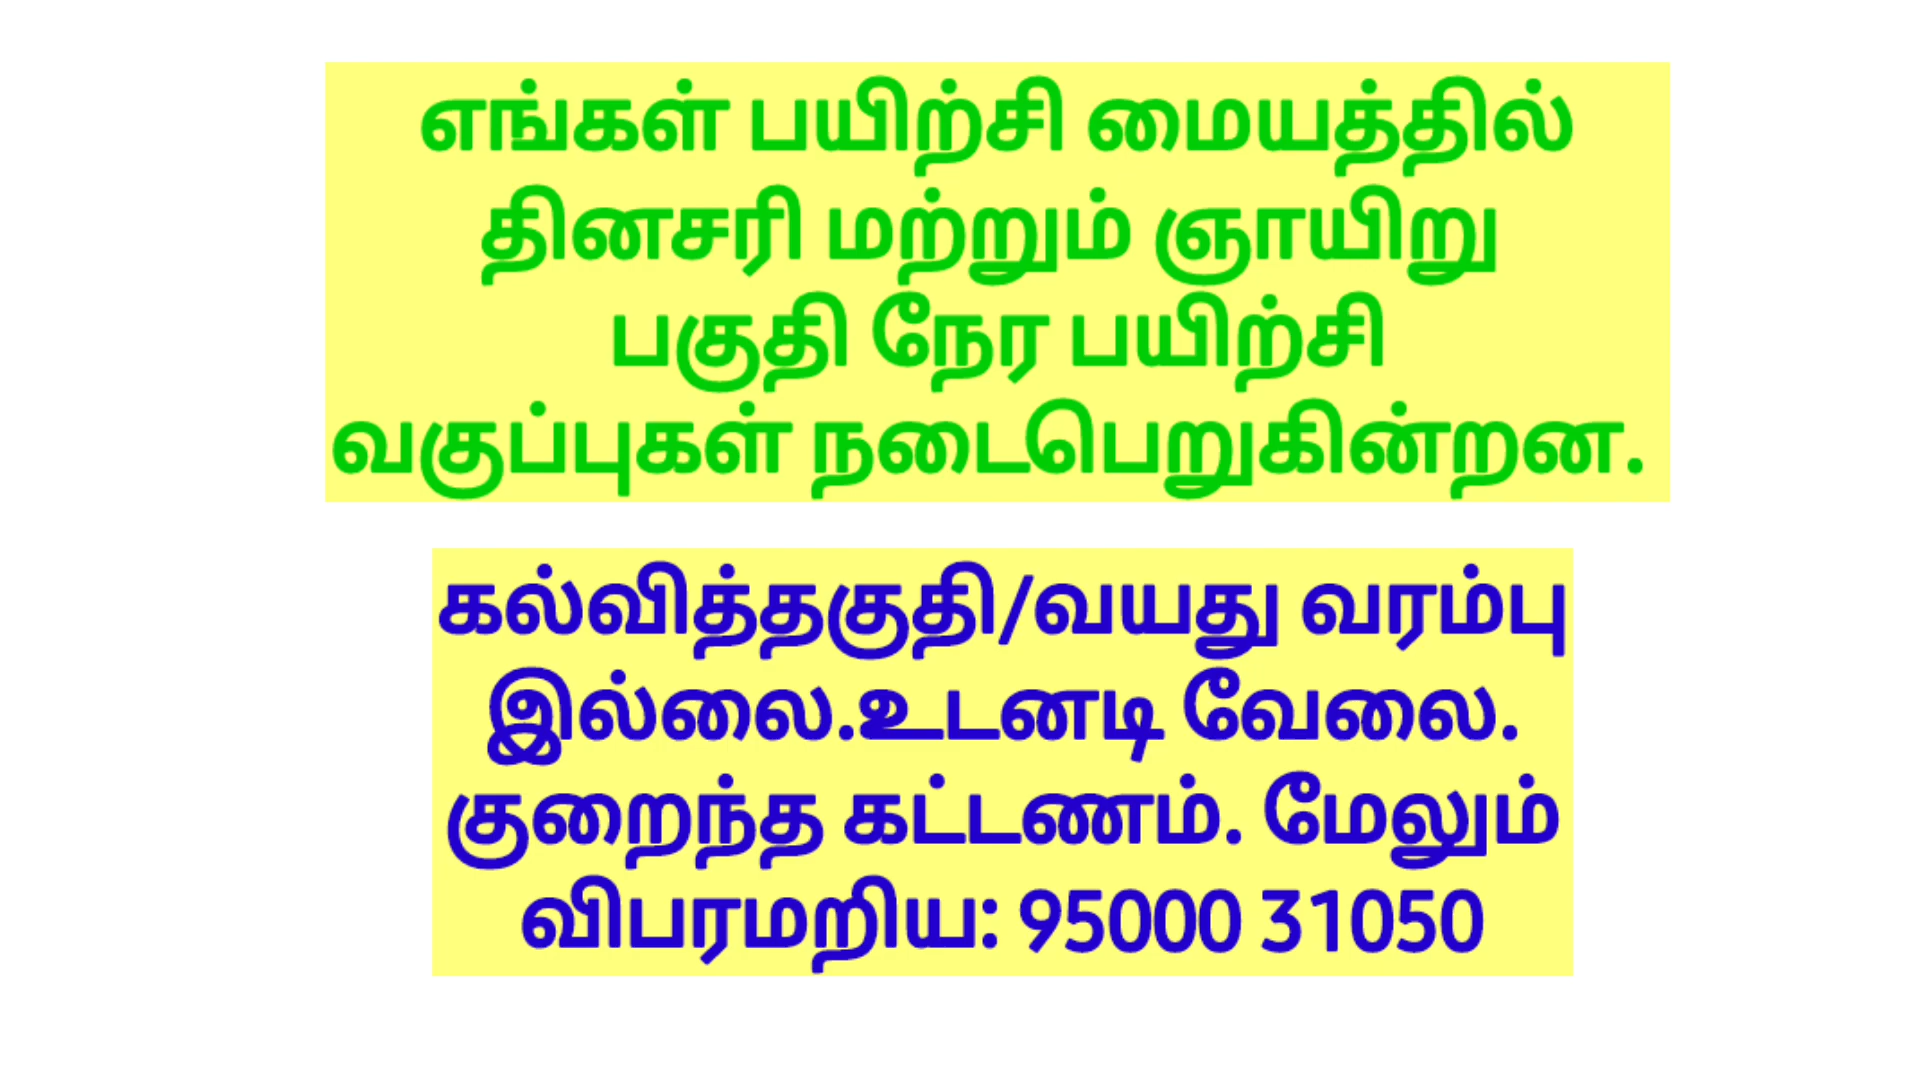 எங்கள் பயிற்சி மையத்தில்
தினசரி மற்றும் ஞாயிறு
பகுதி நேர பயிற்சி
வகுப்புகள் நடைபெறுகின்றன.
கல்வித்தகுதி/வயது வரம்பு
இல்லை.உடனடி வேலை.
குறைந்த கட்டணம். மேலும்
விபரமறிய: 95000 31050